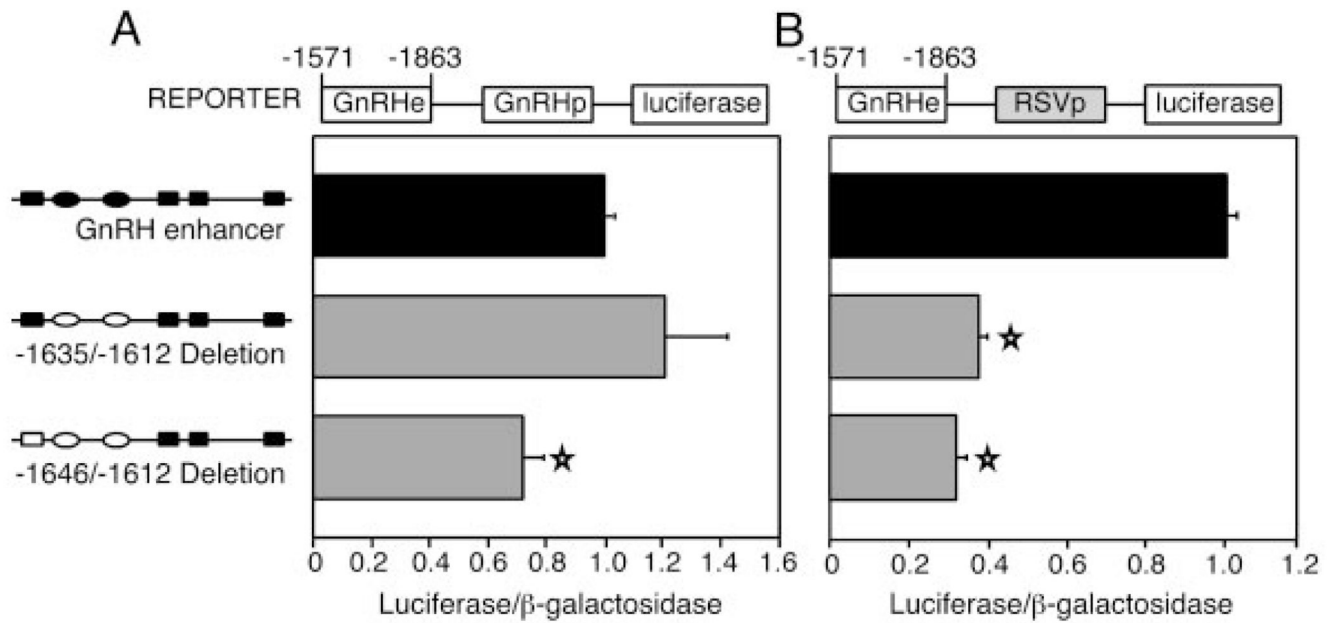 A
B
-1571 -1863
-1571 -1863
REPORTER GnRHe GnRHp luciferase
GnRHe RSVp luciferase
GnRH enhancer
-1635/-1612 Deletion
-1646/-1612 Deletion
0 0.2 0.4 0.6 0.8 1.0 1.2 1.4 1.6
0 0.2 0.4 0.6 0.8 1.0 1.2
Luciferase/β-galactosidase
Luciferase/β-galactosidase